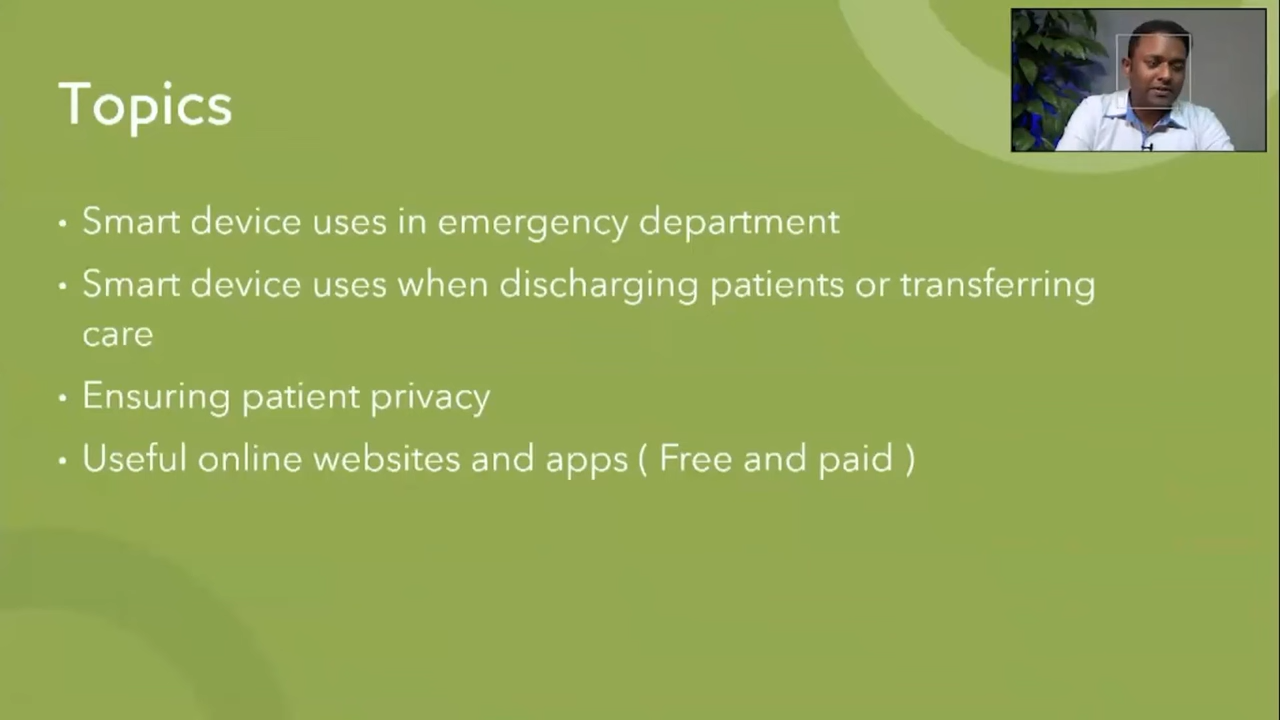 Topics
• Smart device uses in emergency department
• Smart device uses when discharging patients or transferring
care
• Ensuring patient privacy
• Useful online websites and apps ( Free and paid )